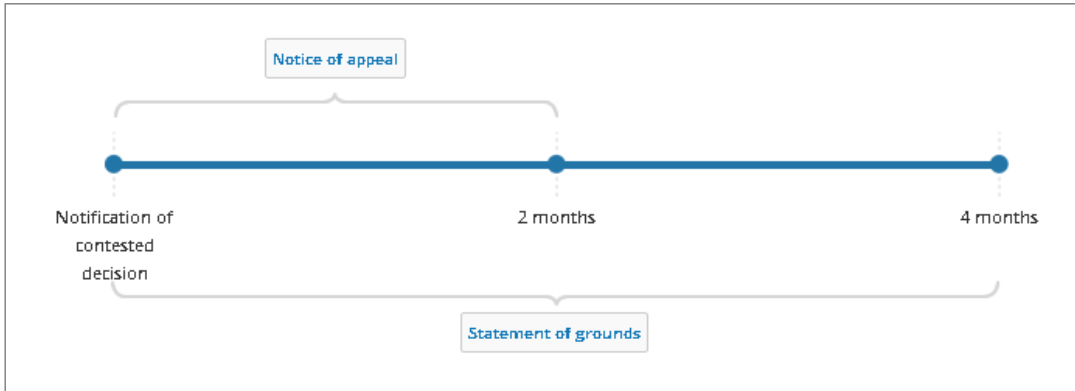 Notice of appeal
Notification of
contested
decision
2 months
4 months
Statement of grounds